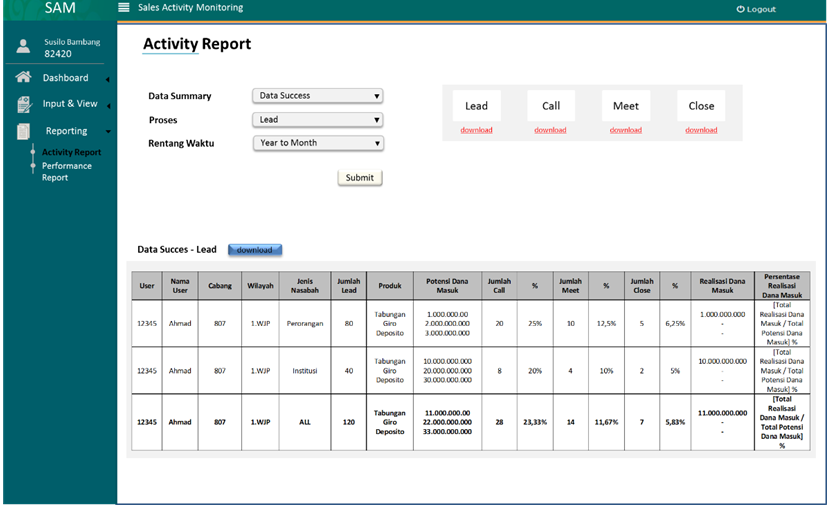 SAM
Sales Activity Monitoring
Logout
Susilo Bambang
82420
Dashboard
Input & View
Reporting
Activity Report
Performance
Report
Activity Report
Data Summary
Data Success
Proses
Lead
Rentang Waktu
Year to Month
Submit
Lead
Call
Meet
Close
download
download
download
download
Data Succes - Lead
download
User Nama User Cabang Wilayah Jenis Nasabah Jumlah Lead Produk Potensi Dana Masuk Jumlah Call % Jumlah Meet % Jumlah Close % Realisasi Dana Masuk Persentase Realisasi Dana Masuk
12345 Ahmad 807 1.WJP Perorangan 80 Tabungan Giro Deposito 1.000.000.00 2.000.000.000 3.000.000.000 20 25% 10 12,5% 5 6,25% 1.000.000.000 - - [Total Realisasi Dana Masuk / Total Potensi Dana Masuk] %
12345 Ahmad 807 1.WJP Institusi 40 Tabungan Giro Deposito 10.000.000.000 20.000.000.000 30.000.000.000 8 20% 4 10% 2 5% 10.000.000.000 - - [Total Realisasi Dana Masuk / Total Potensi Dana Masuk] %
12345 Ahmad 807 1.WJP ALL 120 Tabungan Giro Deposito 11.000.000.00 22.000.000.000 33.000.000.000 28 23,33% 14 11,67% 7 5,83% 11.000.000.000 - - [Total Realisasi Dana Masuk / Total Potensi Dana Masuk] %